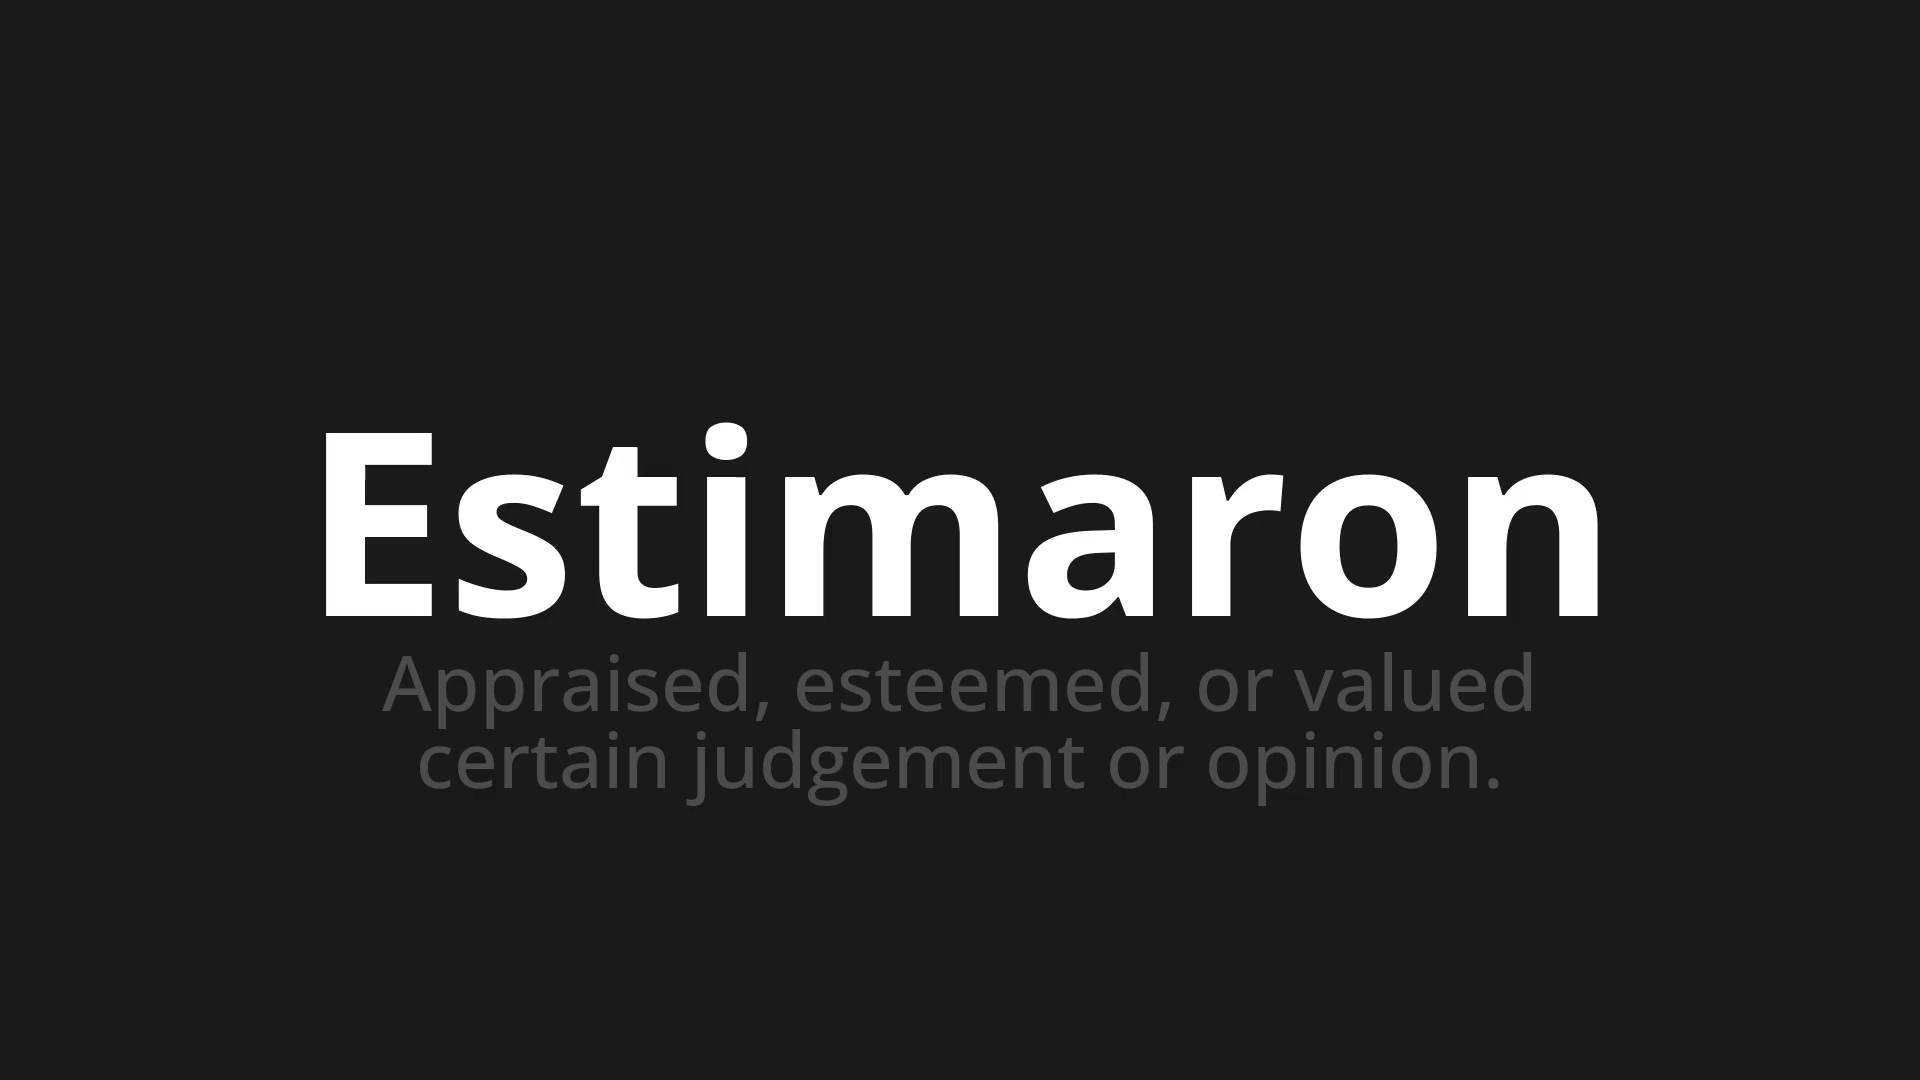 Estimaron
Appraised, esteemed, or valued
certain judgement or opinion.